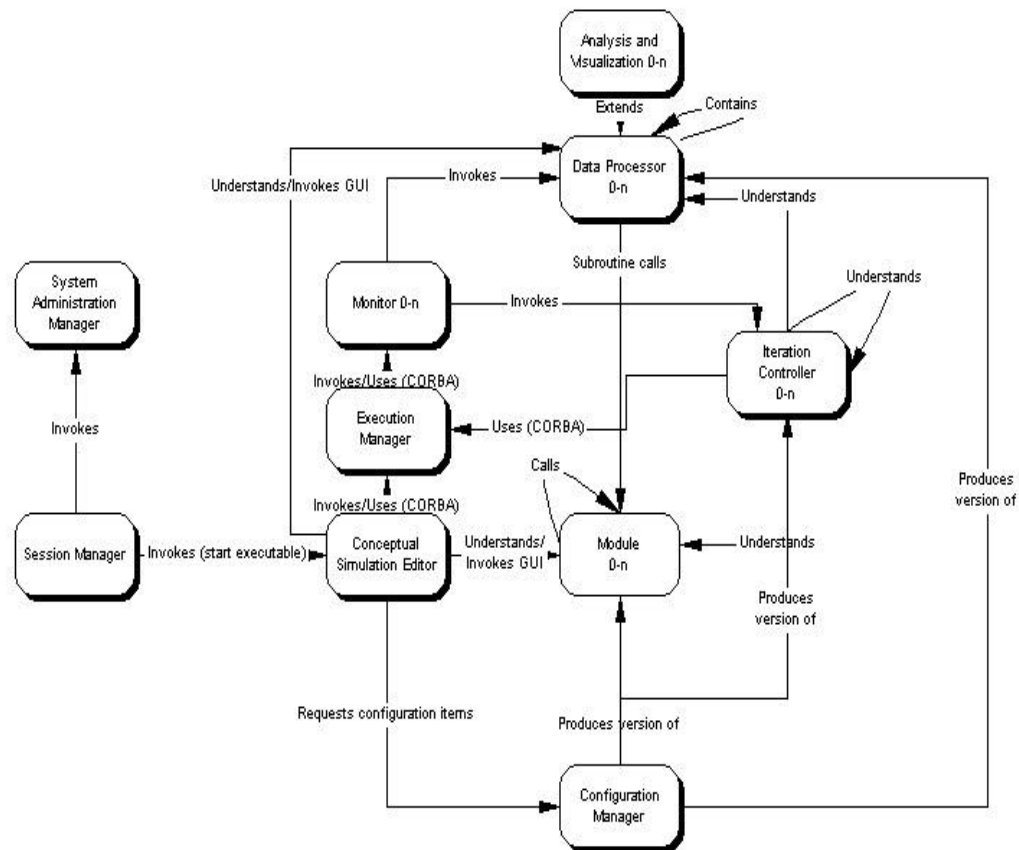 Analysis and
Visualization 0-n
Extends
Contains
Data Processor
0-n
Understands/Invokes GUI
Invokes
Understands
Subroutine calls
System
Administration
Manager
Monitor 0-n
Invokes
Understands
Iteration
Controller
0-n
Invokes/Uses (CORBA)
Execution
Manager
Uses (CORBA)
Invokes
Calls
Produces
version of
Invokes/Uses (CORBA)
Session Manager
Invokes (start executable)
Conceptual
Simulation Editor
Understands/
Invokes GUI
Module
0-n
Understands
Produces
version of
Requests configuration items
Produces version of
Configuration
Manager